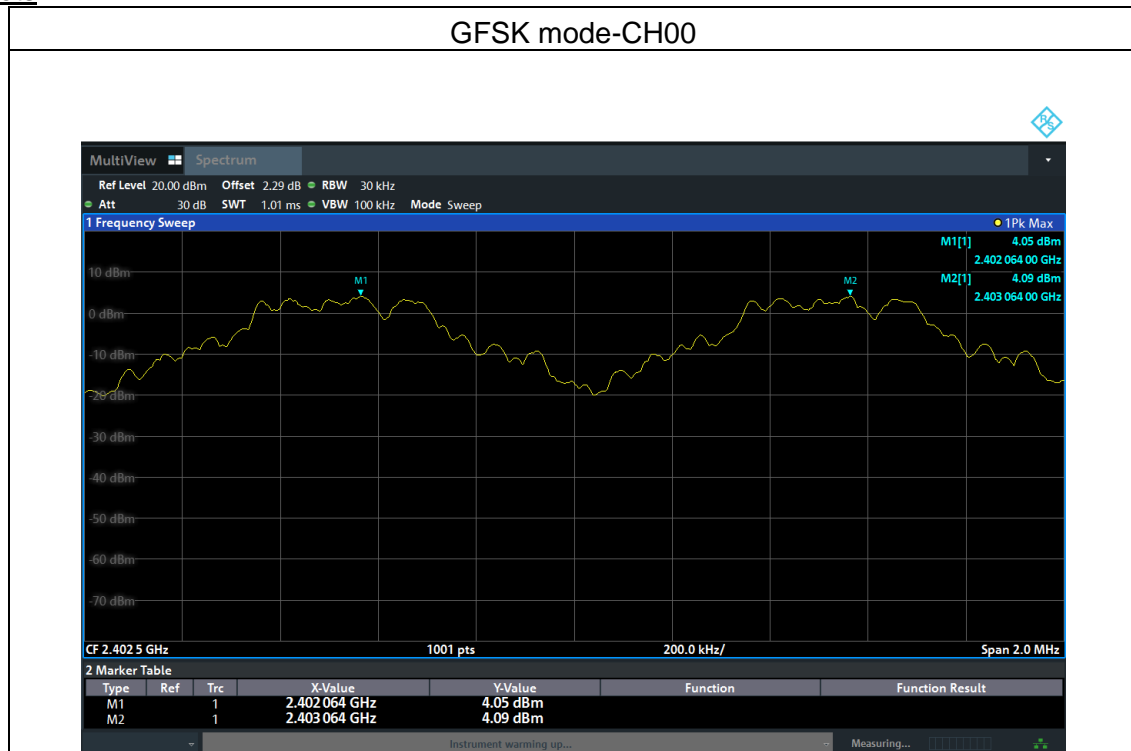 GFSK mode-CH00
R&S
MultiView Spectrum
Ref Level 20.00 dBm Offset 2.29 dB RBW 30 kHz
Att 30 dB SWT 1.01 ms VBW 100 kHz Mode Sweep
1 Frequency Sweep 1Pk Max
M1[1] 4.05 dBm
2.402 064 00 GHz
M2[1] 4.09 dBm
2.403 064 00 GHz
10 dBm
M1 M2
0 dBm
-10 dBm
-20 dBm
-30 dBm
-40 dBm
-50 dBm
-60 dBm
-70 dBm
CF 2.402 5 GHz 1001 pts 200.0 kHz/ Span 2.0 MHz
2 Marker Table
Type Ref Trc X-Value Y-Value Function Function Result
M1 1 2.402 064 GHz 4.05 dBm
M2 1 2.403 064 GHz 4.09 dBm
Instrument warming up... Measuring...